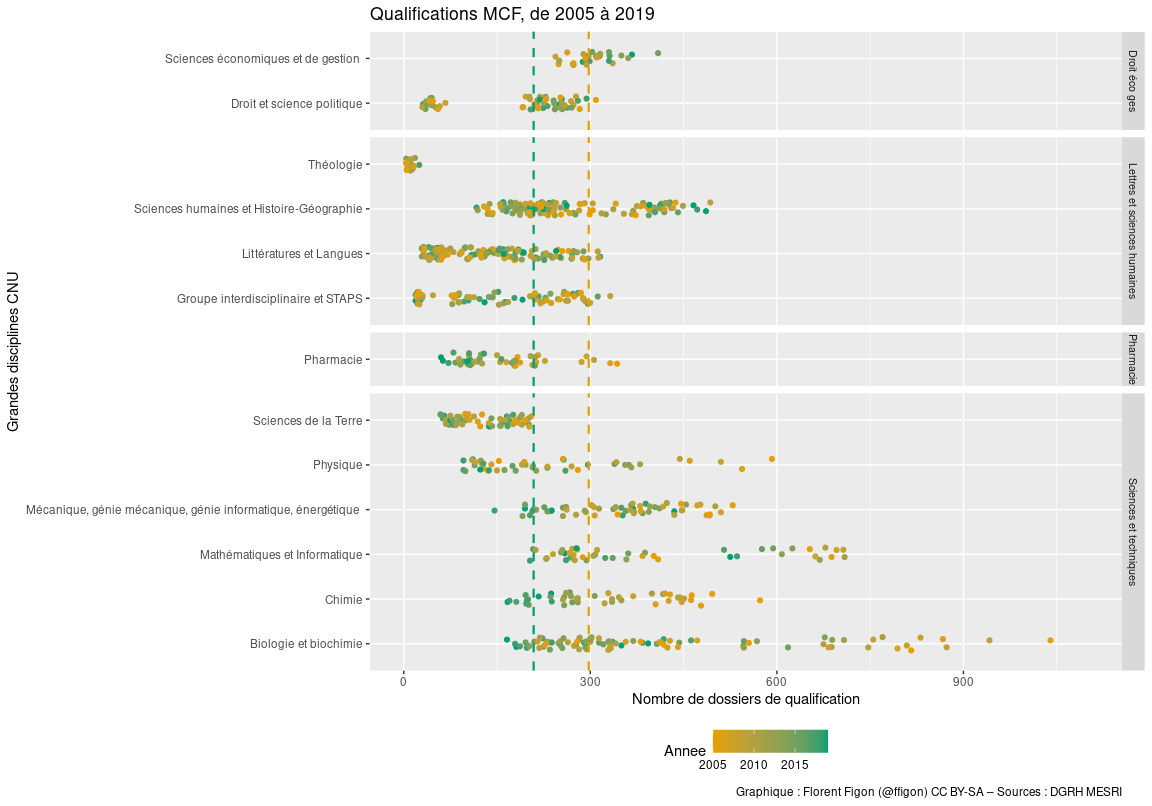 Qualifications MCF, de 2005 à 2019
Grandes disciplines CNU
Sciences économiques et de gestion
Droit et science politique
Droit éco ges
Théologie
Sciences humaines et Histoire-Géographie
Littératures et Langues
Groupe interdisciplinaire et STAPS
Lettres et sciences humaines
Pharmacie
Pharmacie
Sciences de la Terre
Physique
Mécanique, génie mécanique, génie informatique, énergétique
Mathématiques et Informatique
Chimie
Biologie et biochimie
Sciences et techniques
0 300 600 900
Nombre de dossiers de qualification
Annee
2005 2010 2015
Graphique : Florent Figon (@ffigon) CC BY-SA – Sources : DGRH MESRI